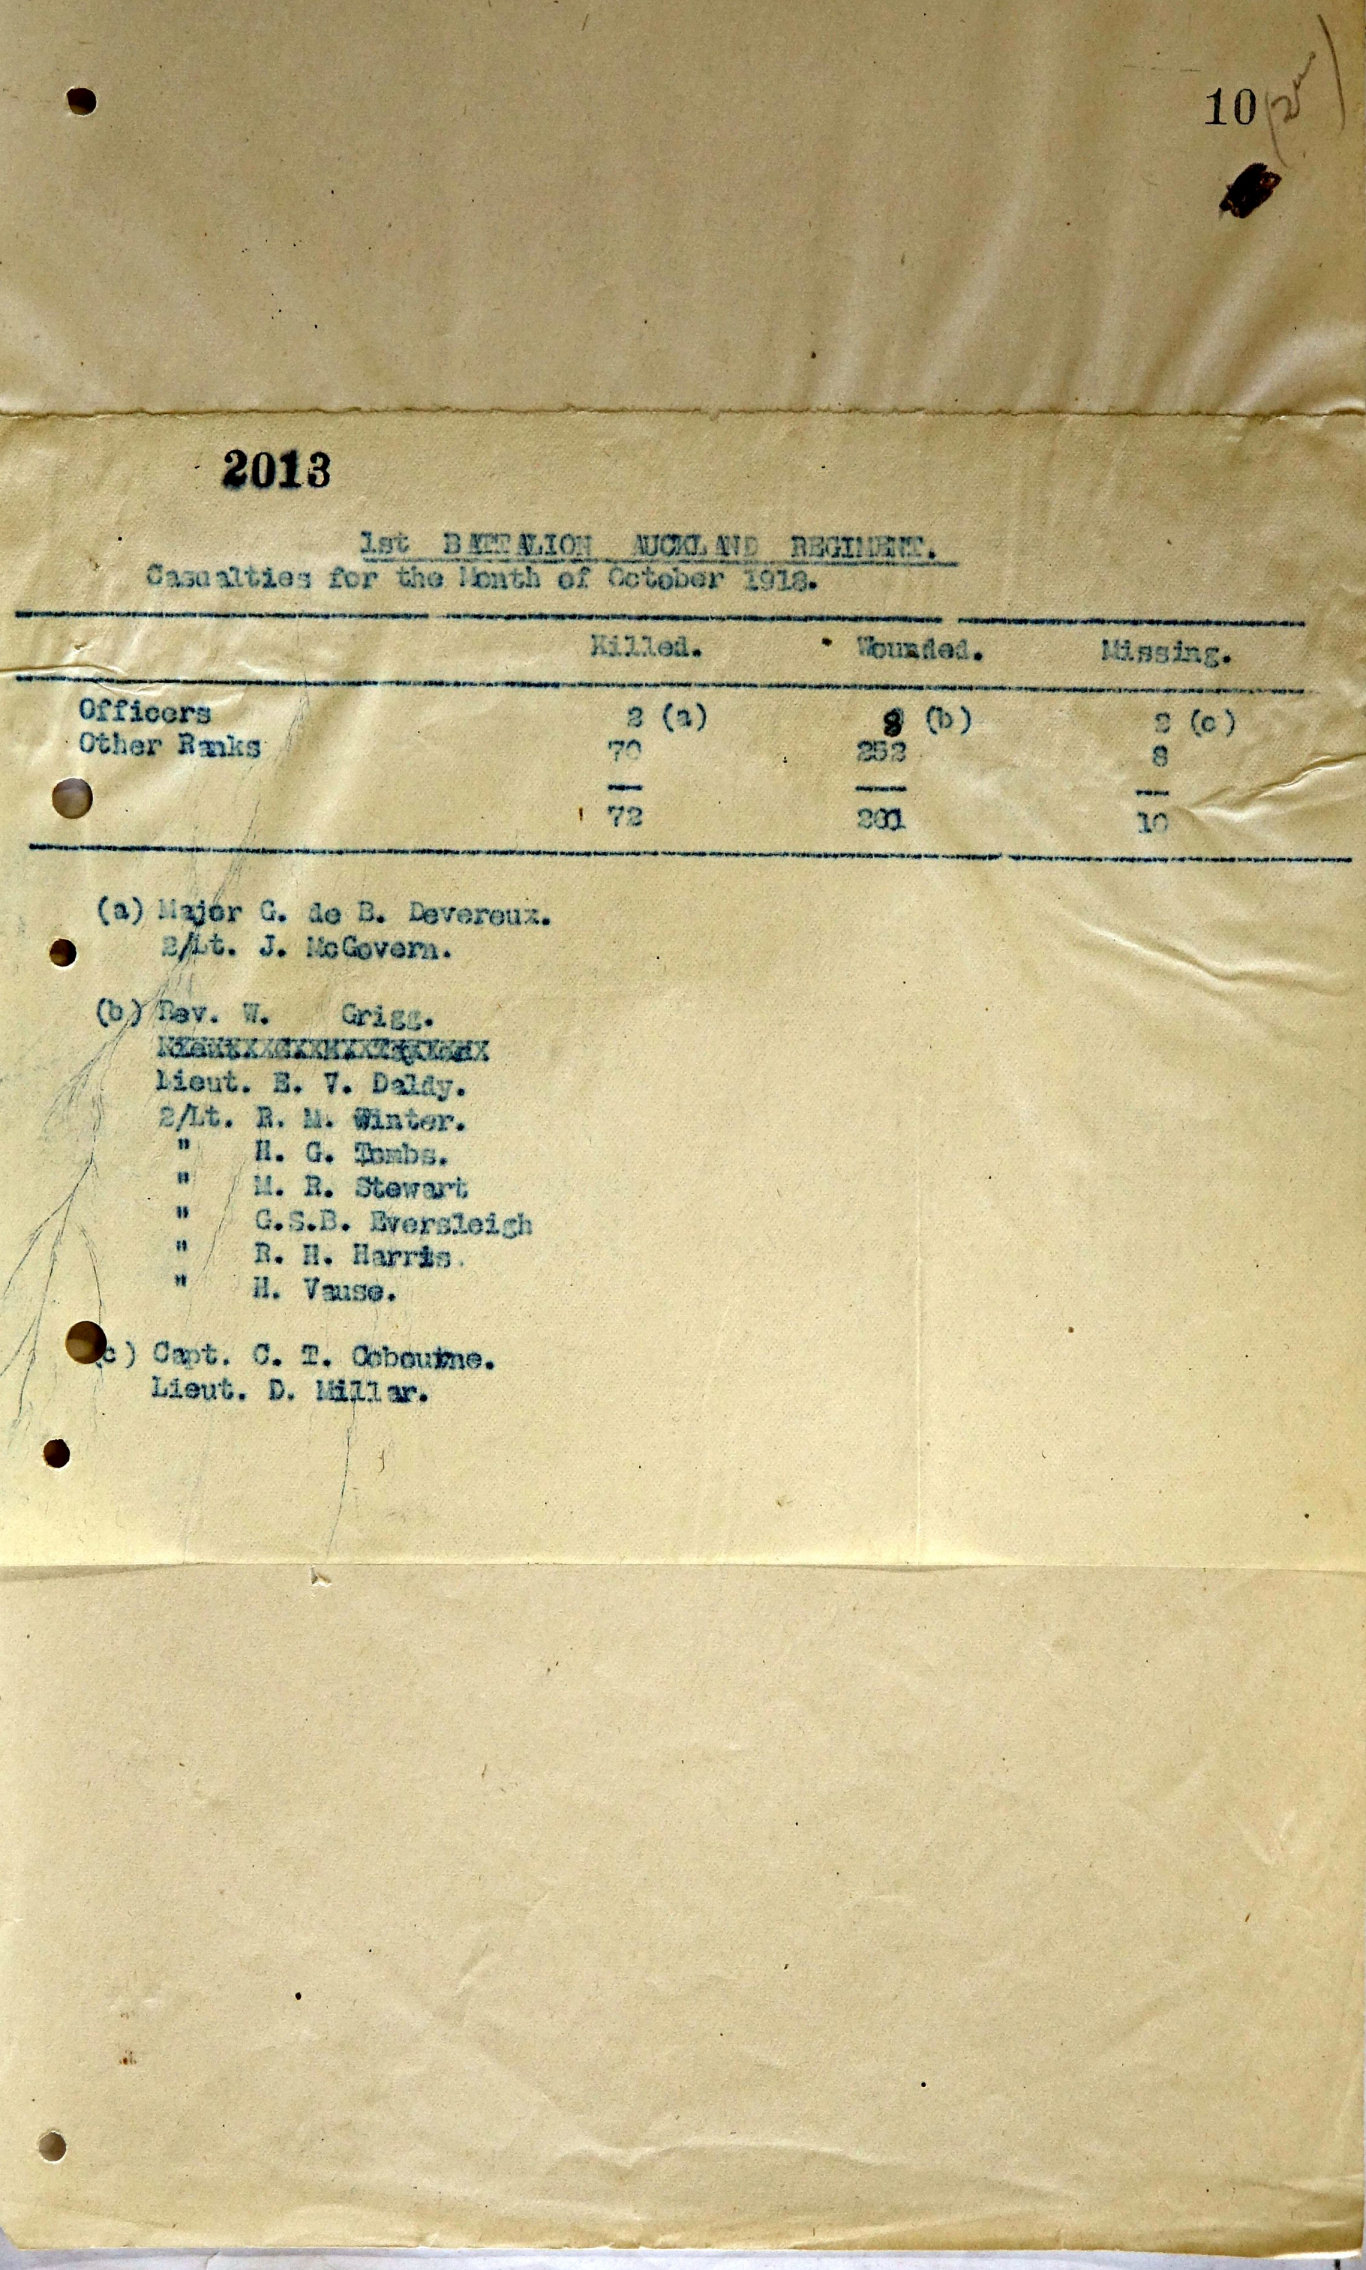 10
2013
1st BATTALION AUCKLAND REGIMENT.
Casualties for the Month of October 1918.
Killed. Wounded. Missing.
Officers 2 (a) 9 (b) 2 (c)
Other Ranks 70 252 8
72 261 10
(a) Major G. de B. Devereux.
2/Lt. J. McGovern.
(b) Rev. W. Grigg.
Lieut. E. V. Daldy.
2/Lt. R. M. Winter.
" H. G. Tombs.
" M. R. Stewart
" G.S.B. Eversleigh
" R. H. Harris.
" H. Vause.
(c) Capt. C. T. Cobourne.
Lieut. D. Millar.